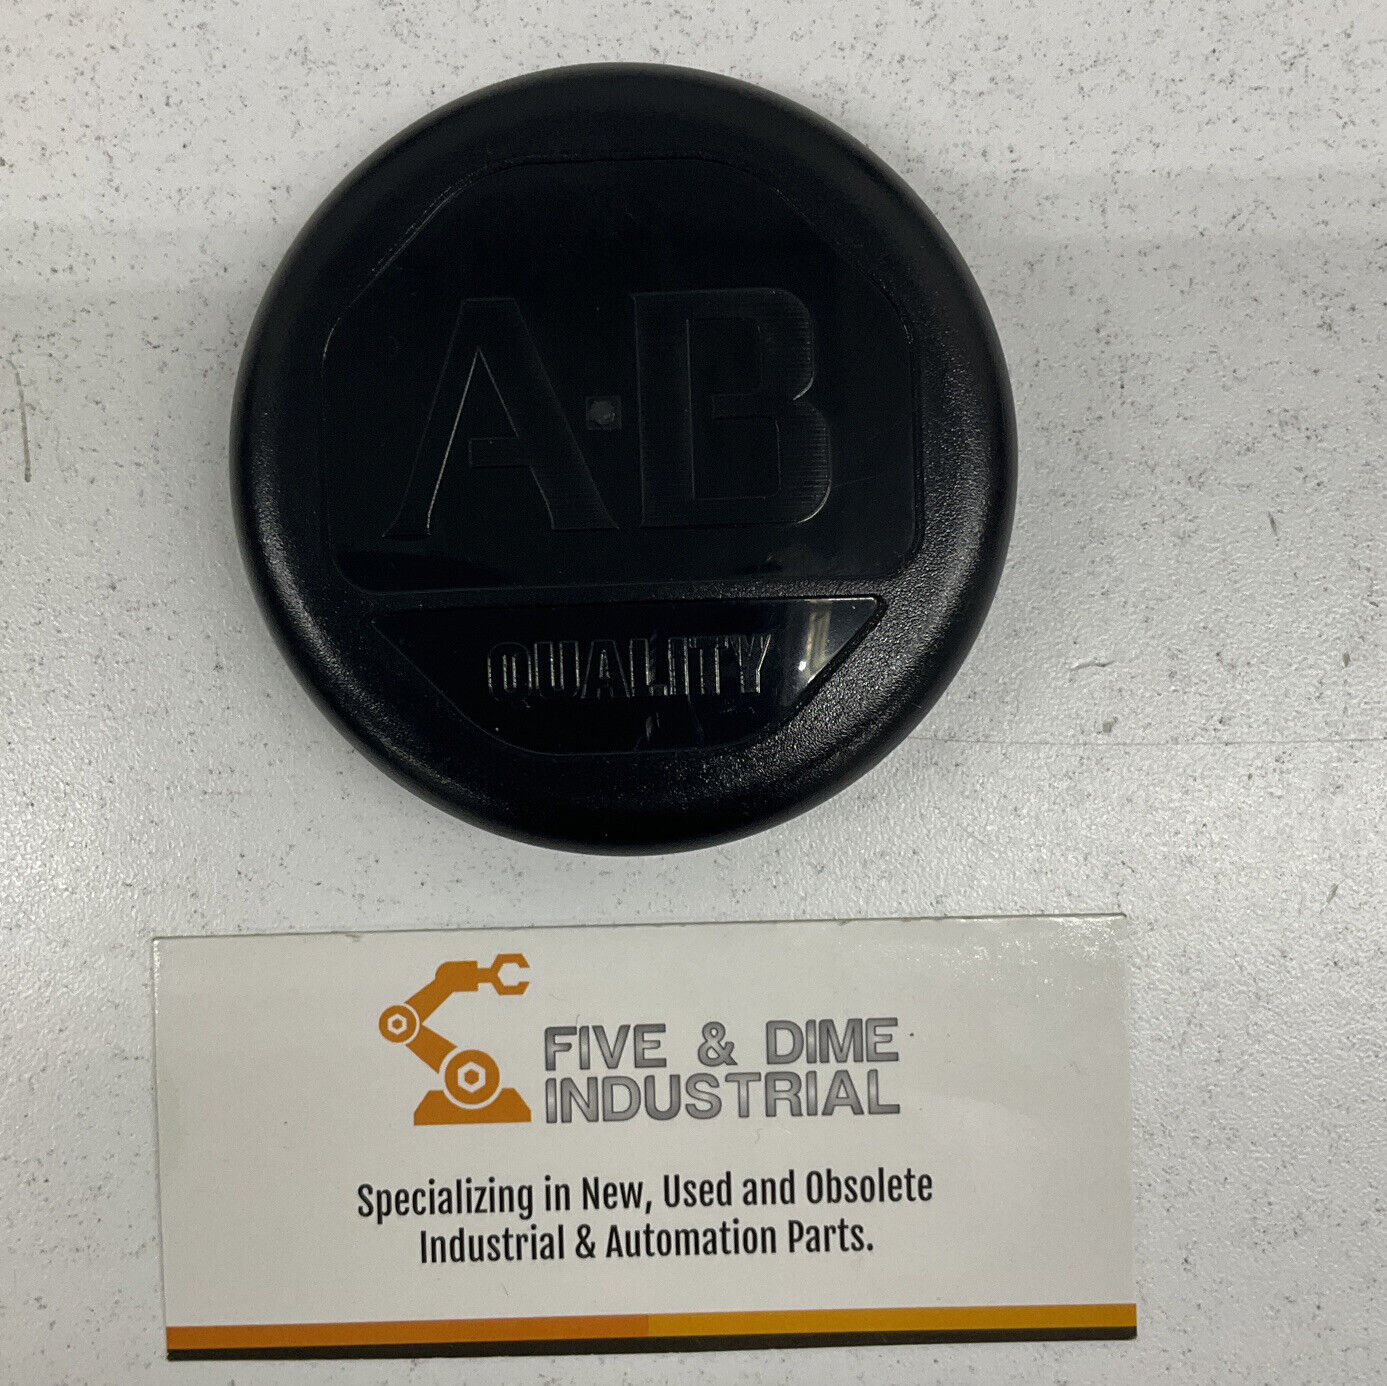 A·B
QUALITY
FIVE & DIME
INDUSTRIAL
Specializing in New, Used and Obsolete
Industrial & Automation Parts.